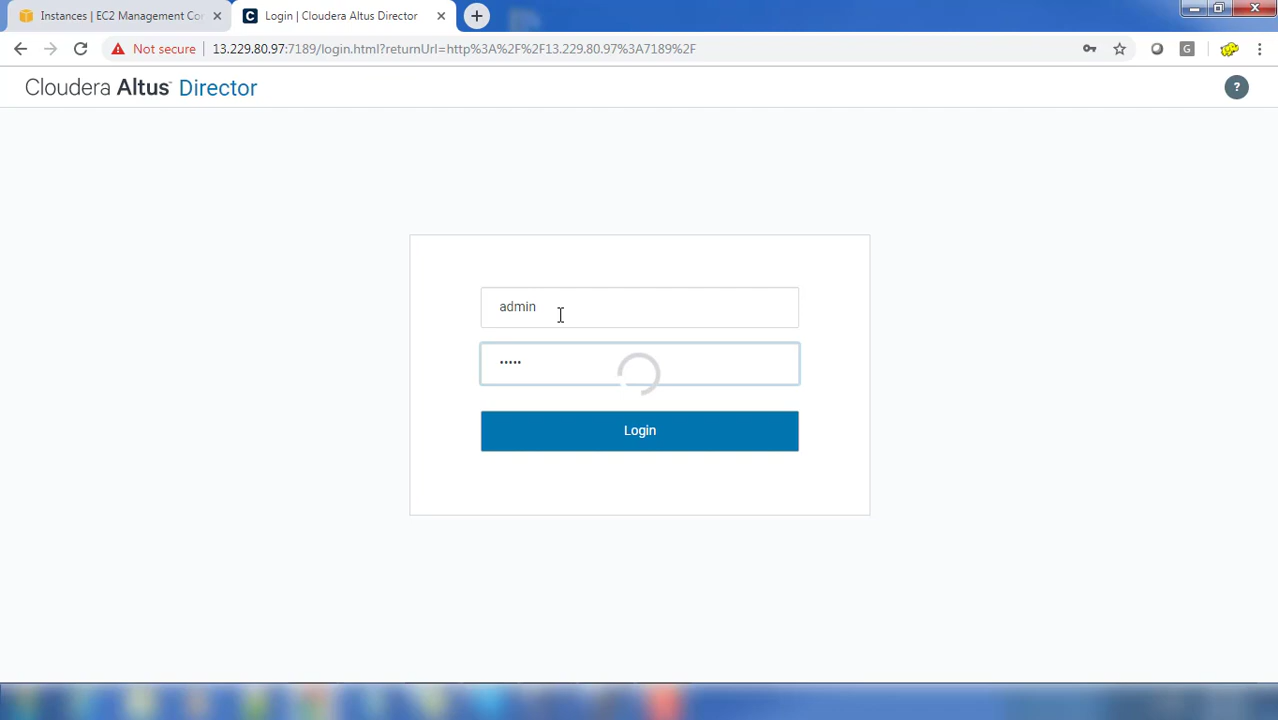 Instances | EC2 Management Con
Login | Cloudera Altus Director
Not secure
13.229.80.97:7189/login.html?returnUrl=http%3A%2F%2F13.229.80.97%3A7189%2F
G
Cloudera Altus Director
?
admin
•••••
Login